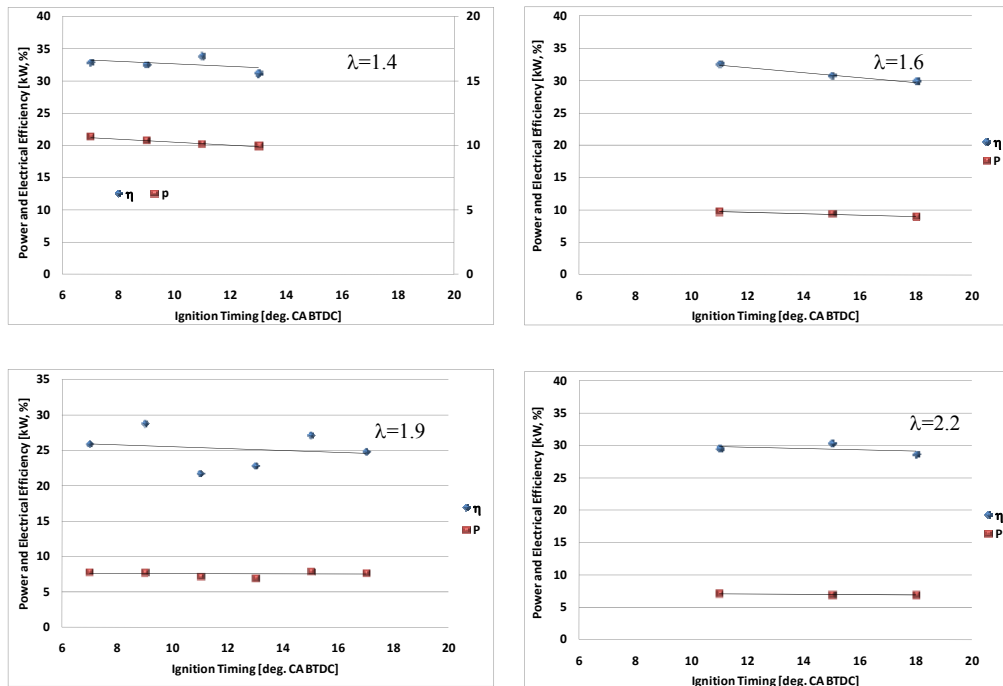 Power and Electrical Efficiency [kW, %]
40
35
30
25
20
15
10
5
0
20
15
10
5
0
λ=1.4
η P
6 8 10 12 14 16 18 20
Ignition Timing [deg. CA BTDC]
Power and Electrical Efficiency [kW, %]
40
35
30
25
20
15
10
5
0
λ=1.6
η
P
6 8 10 12 14 16 18 20
Ignition Timing [deg. CA BTDC]
Power and Electrical Efficiency [kW, %]
35
30
25
20
15
10
5
0
λ=1.9
η
P
6 8 10 12 14 16 18 20
Ignition Timing [deg. CA BTDC]
Power and Electrical Efficiency [kW, %]
40
35
30
25
20
15
10
5
0
λ=2.2
η
P
6 8 10 12 14 16 18 20
Ignition Timing [deg. CA BTDC]